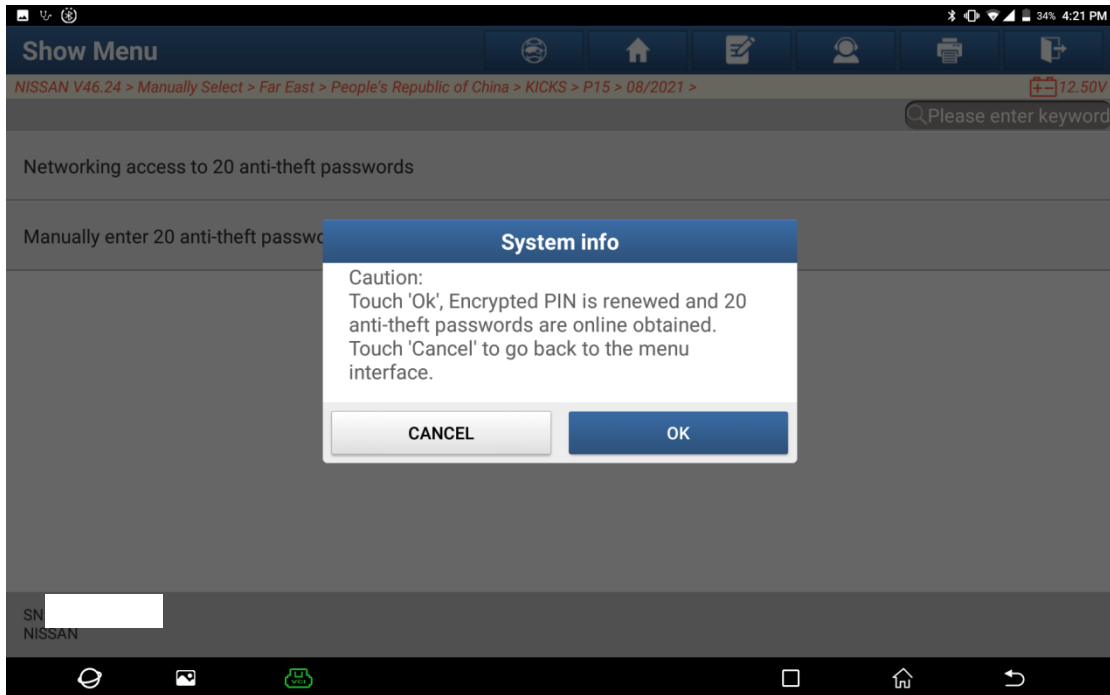 34% 4:21 PM
Show Menu
NISSAN V46.24 > Manually Select > Far East > People's Republic of China > KICKS > P15 > 08/2021 >
12.50V
Please enter keyword
Networking access to 20 anti-theft passwords
Manually enter 20 anti-theft
System info
Caution:
Touch 'Ok', Encrypted PIN is renewed and 20
anti-theft passwords are online obtained.
Touch 'Cancel' to go back to the menu
interface.
CANCEL
OK
SN
NISSAN
VCI